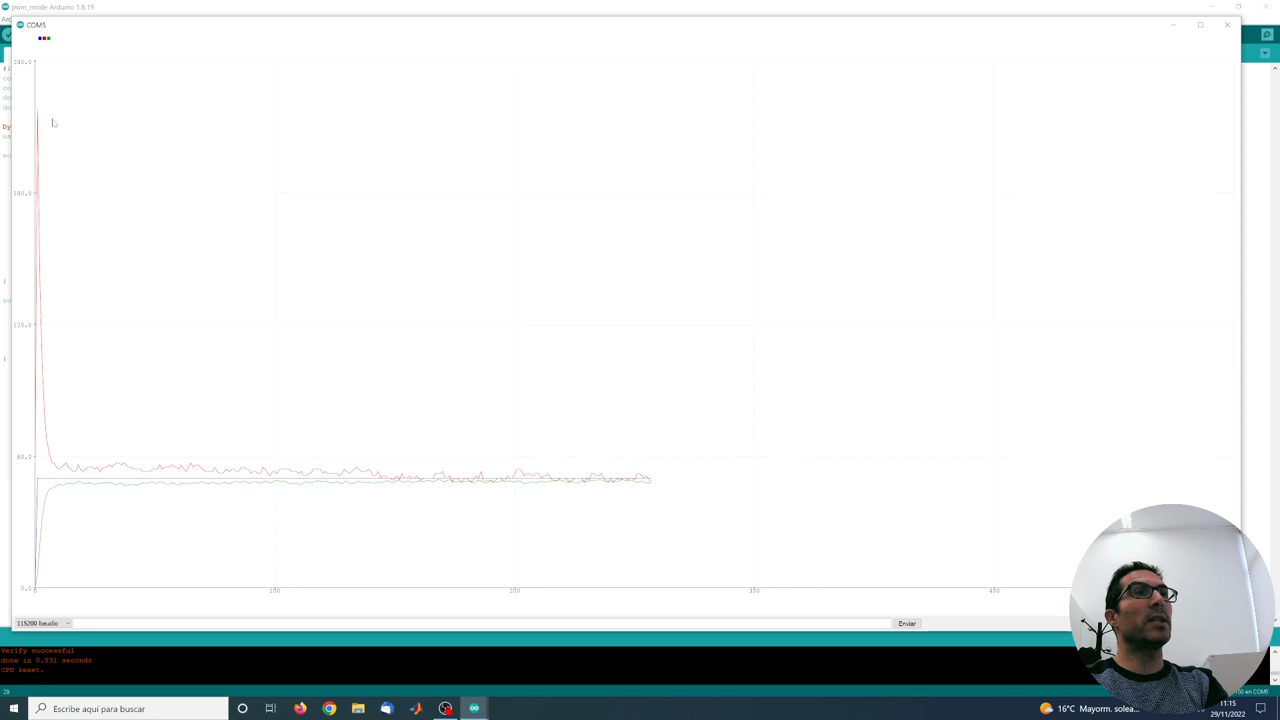 pwm_mode Arduino 1.8.19
COM5
240.0
180.0
120.0
60.0
0.0
0
100
200
300
400
115200 baudio
Enviar
Verify successful
done in 0.031 seconds
CPU reset.
29
Escribe aquí para buscar
16°C Mayorm. solea...
11:15
29/11/2022